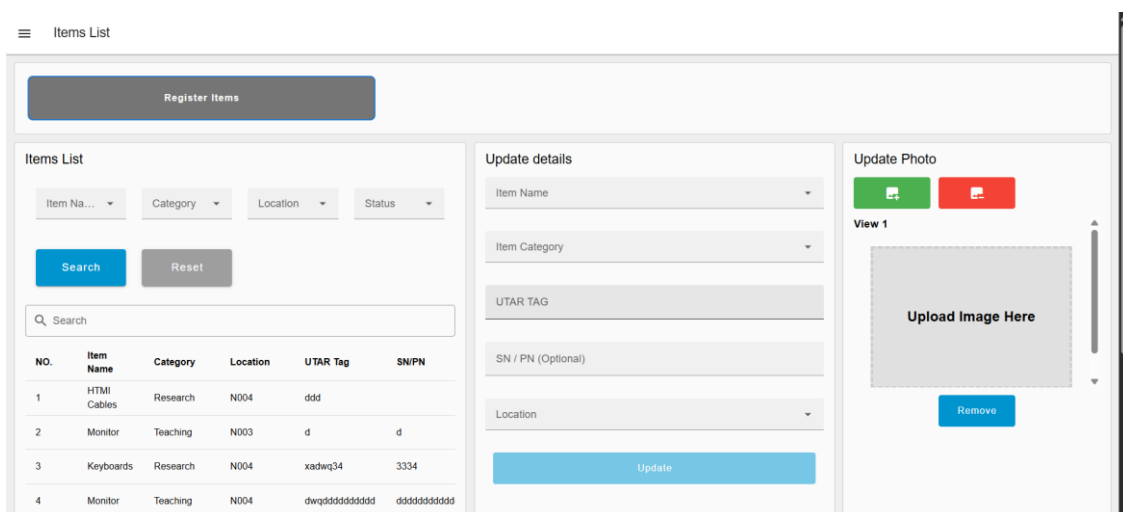 Items List
Register Items
Items List
Item Na...
Category
Location
Status
Search
Reset
Search
NO. Item Name Category Location UTAR Tag SN/PN
1 HTMI Cables Research N004 ddd
2 Monitor Teaching N003 d d
3 Keyboards Research N004 xadwq34 3334
4 Monitor Teaching N004 dwqdddddddddd ddddddddddd
Update details
Item Name
Item Category
UTAR TAG
SN / PN (Optional)
Location
Update
Update Photo
View 1
Upload Image Here
Remove